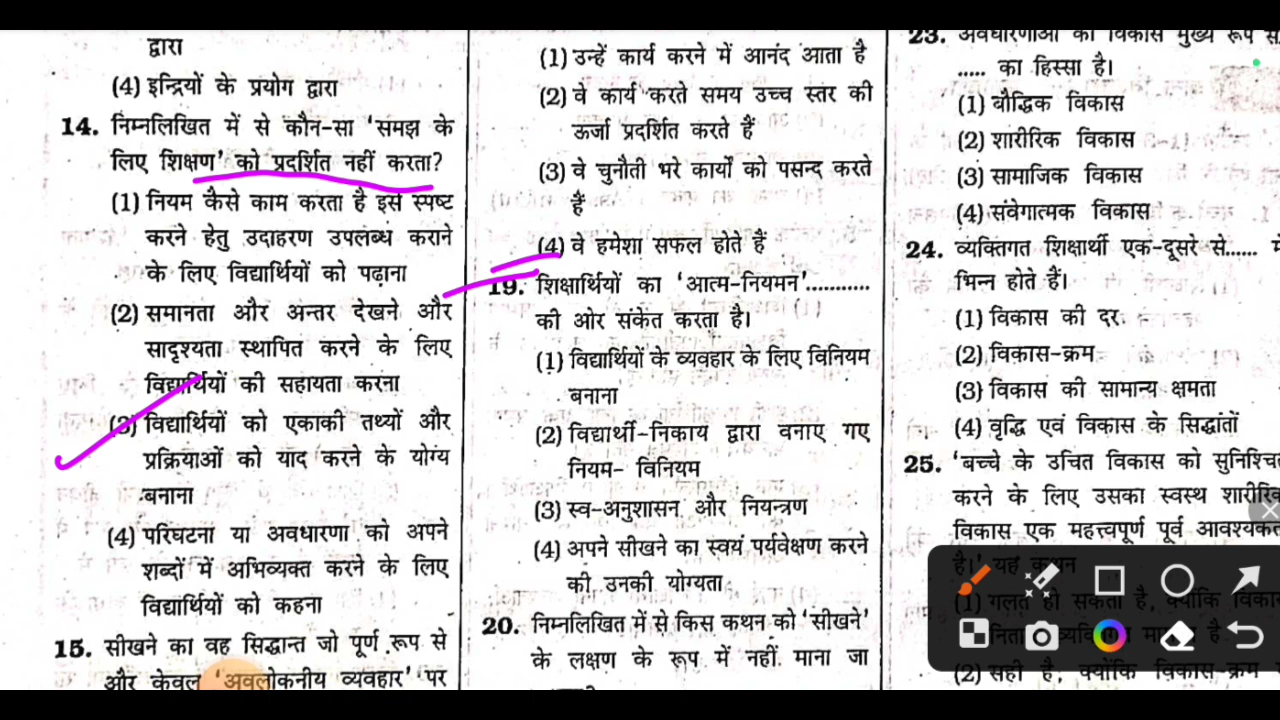 द्वारा
(4) इन्द्रियों के प्रयोग द्वारा
14. निम्नलिखित में से कौन-सा 'समझ के
लिए शिक्षण' को प्रदर्शित नहीं करता?
(1) नियम कैसे काम करता है इसे स्पष्ट
करने हेतु उदाहरण उपलब्ध कराने
के लिए विद्यार्थियों को पढ़ाना
(2) समानता और अन्तर देखने और
सादृश्यता स्थापित करने के लिए
विद्यार्थियों की सहायता करना
(3) विद्यार्थियों को एकाकी तथ्यों और
प्रक्रियाओं को याद करने के योग्य
बनाना
(4) परिघटना या अवधारणा को अपने
शब्दों में अभिव्यक्त करने के लिए
विद्यार्थियों को कहना
15. सीखने का वह सिद्धान्त जो पूर्ण रूप से
और केवल 'अवलोकनीय व्यवहार' पर
(1) उन्हें कार्य करने में आनंद आता है
(2) वे कार्य करते समय उच्च स्तर की
ऊर्जा प्रदर्शित करते हैं
(3) वे चुनौती भरे कार्यों को पसन्द करते
हैं
(4) वे हमेशा सफल होते हैं
19. शिक्षार्थियों का 'आत्म-नियमन'...........
की ओर संकेत करता है।
(1) विद्यार्थियों के व्यवहार के लिए विनियम
बनाना
(2) विद्यार्थी-निकाय द्वारा बनाए गए
नियम- विनियम
(3) स्व-अनुशासन और नियन्त्रण
(4) अपने सीखने का स्वयं पर्यवेक्षण करने
की उनकी योग्यता
20. निम्नलिखित में से किस कथन को 'सीखने'
के लक्षण के रूप में नहीं माना जा
23. अवधारणाओं का विकास मुख्य रूप से
..... का हिस्सा है।
(1) बौद्धिक विकास
(2) शारीरिक विकास
(3) सामाजिक विकास
(4) संवेगात्मक विकास
24. व्यक्तिगत शिक्षार्थी एक-दूसरे से......
भिन्न होते हैं।
(1) विकास की दर
(2) विकास-क्रम
(3) विकास की सामान्य क्षमता
(4) वृद्धि एवं विकास के सिद्धांतों
25. 'बच्चे के उचित विकास को
करने के लिए उसका स्वस्थ
विकास एक महत्त्वपूर्ण पूर्व
है।' यह कथन
(1) गलत हो सकता है, क्योंकि
(2) सही है, क्योंकि विकास-क्रम